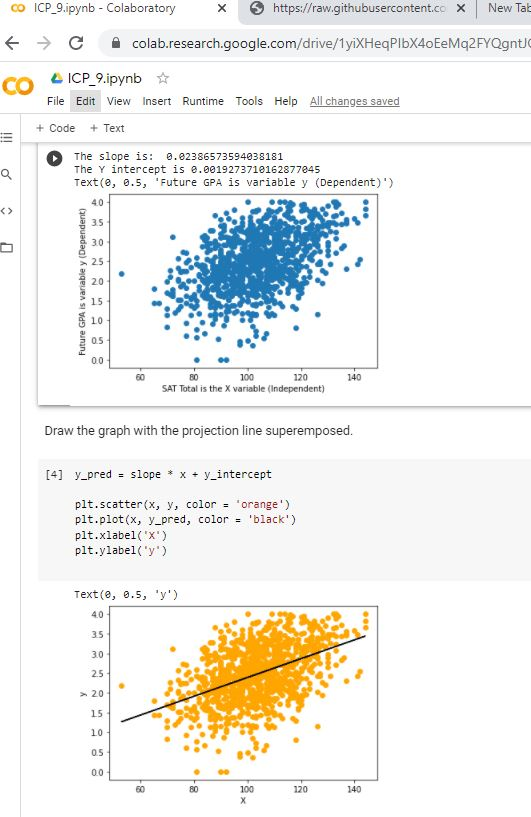 ICP_9.ipynb - Colaboratory
https://raw.githubusercontent.co
New Tab
colab.research.google.com/drive/1yiXHeqPIbX4oEeMq2FYQgntJ
CO
ICP_9.ipynb
File Edit View Insert Runtime Tools Help All changes saved
+ Code + Text
The slope is: 0.02386573594038181
The Y intercept is 0.0019273710162877045
Text(0, 0.5, 'Future GPA is variable y (Dependent)')
Future GPA is variable y (Dependent)
4.0
3.5
3.0
2.5
2.0
1.5
1.0
0.5
0.0
60 80 100 120 140
SAT Total is the X variable (Independent)
Draw the graph with the projection line superemposed.
[4] y_pred = slope * x + y_intercept
plt.scatter(x, y, color = 'orange')
plt.plot(x, y_pred, color = 'black')
plt.xlabel('X')
plt.ylabel('y')
Text(0, 0.5, 'y')
y
4.0
3.5
3.0
2.5
2.0
1.5
1.0
0.5
0.0
60 80 100 120 140
X